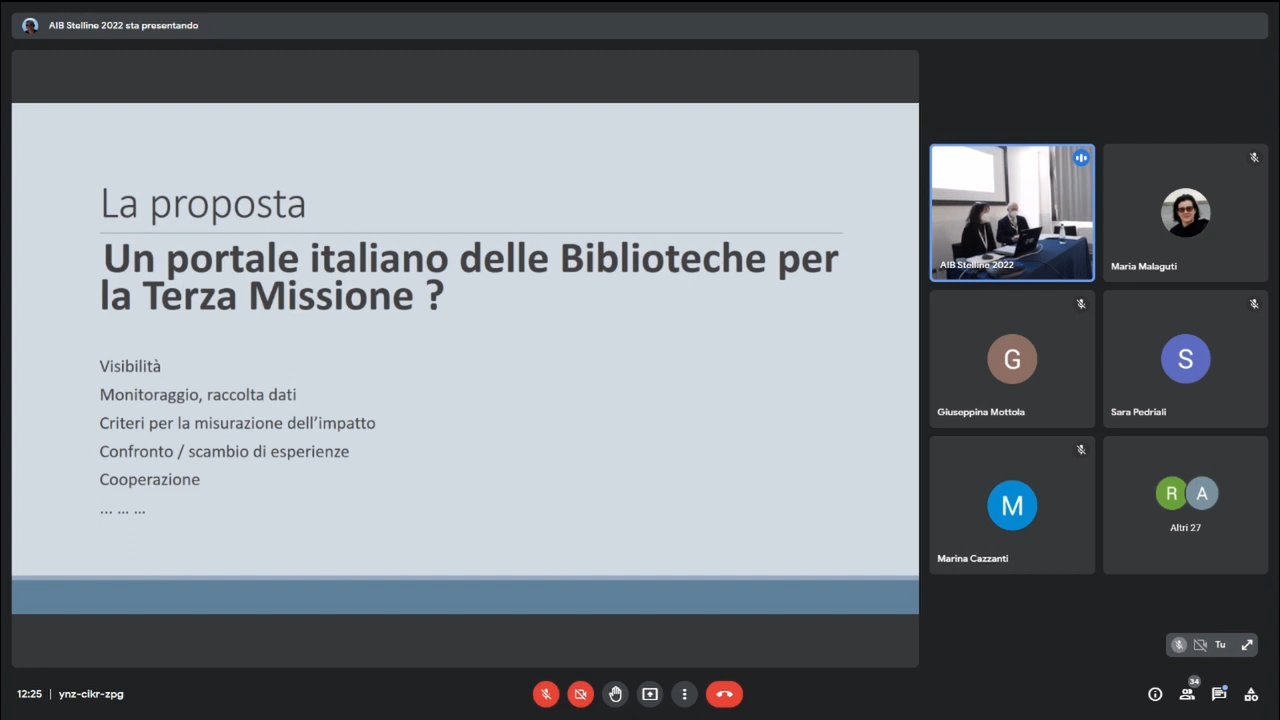 AIB Stelline 2022 sta presentando
La proposta
Un portale italiano delle Biblioteche per
la Terza Missione ?
Visibilità
Monitoraggio, raccolta dati
Criteri per la misurazione dell'impatto
Confronto / scambio di esperienze
Cooperazione
... ... ...
AIB Stelline 2022
Maria Malaguti
G
Giuseppina Mottola
S
Sara Pedriali
M
Marina Cazzanti
R A
Altri 27
Tu
12:25 | ynz-cikr-zpg
34